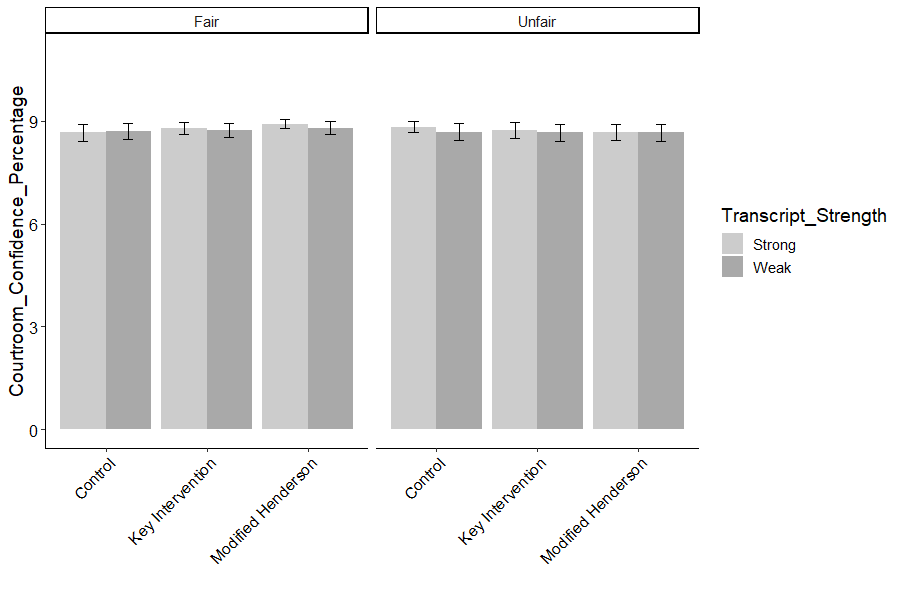 Fair
Unfair
Courtroom_Confidence_Percentage
9
6
3
0
Control
Key Intervention
Modified Henderson
Control
Key Intervention
Modified Henderson
Transcript_Strength
Strong
Weak